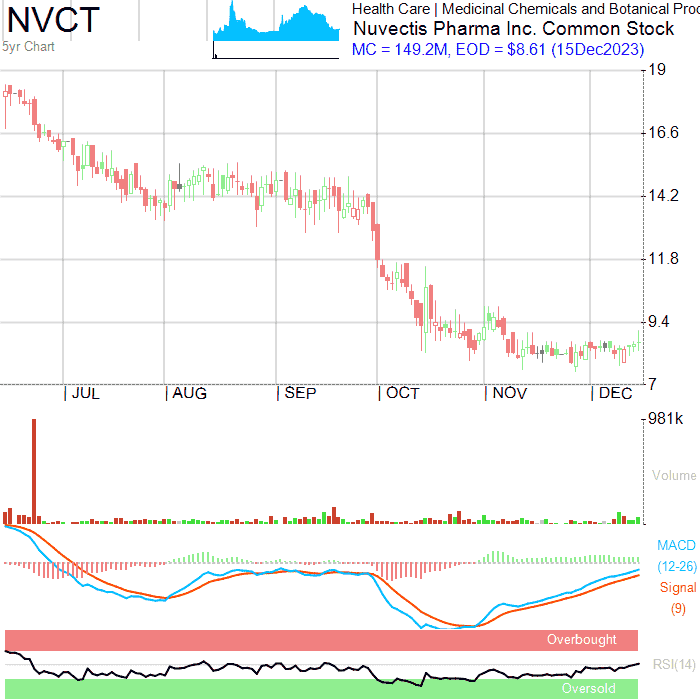 NVCT
5yr Chart
Health Care | Medicinal Chemicals and Botanical Proc
Nuvectis Pharma Inc. Common Stock
MC = 149.2M, EOD = $8.61 (15Dec2023)
19
16.6
14.2
11.8
9.4
7
JUL AUG SEP OCT NOV DEC
981k
Volume
MACD
(12-26)
Signal
(9)
Overbought
RSI(14)
Oversold